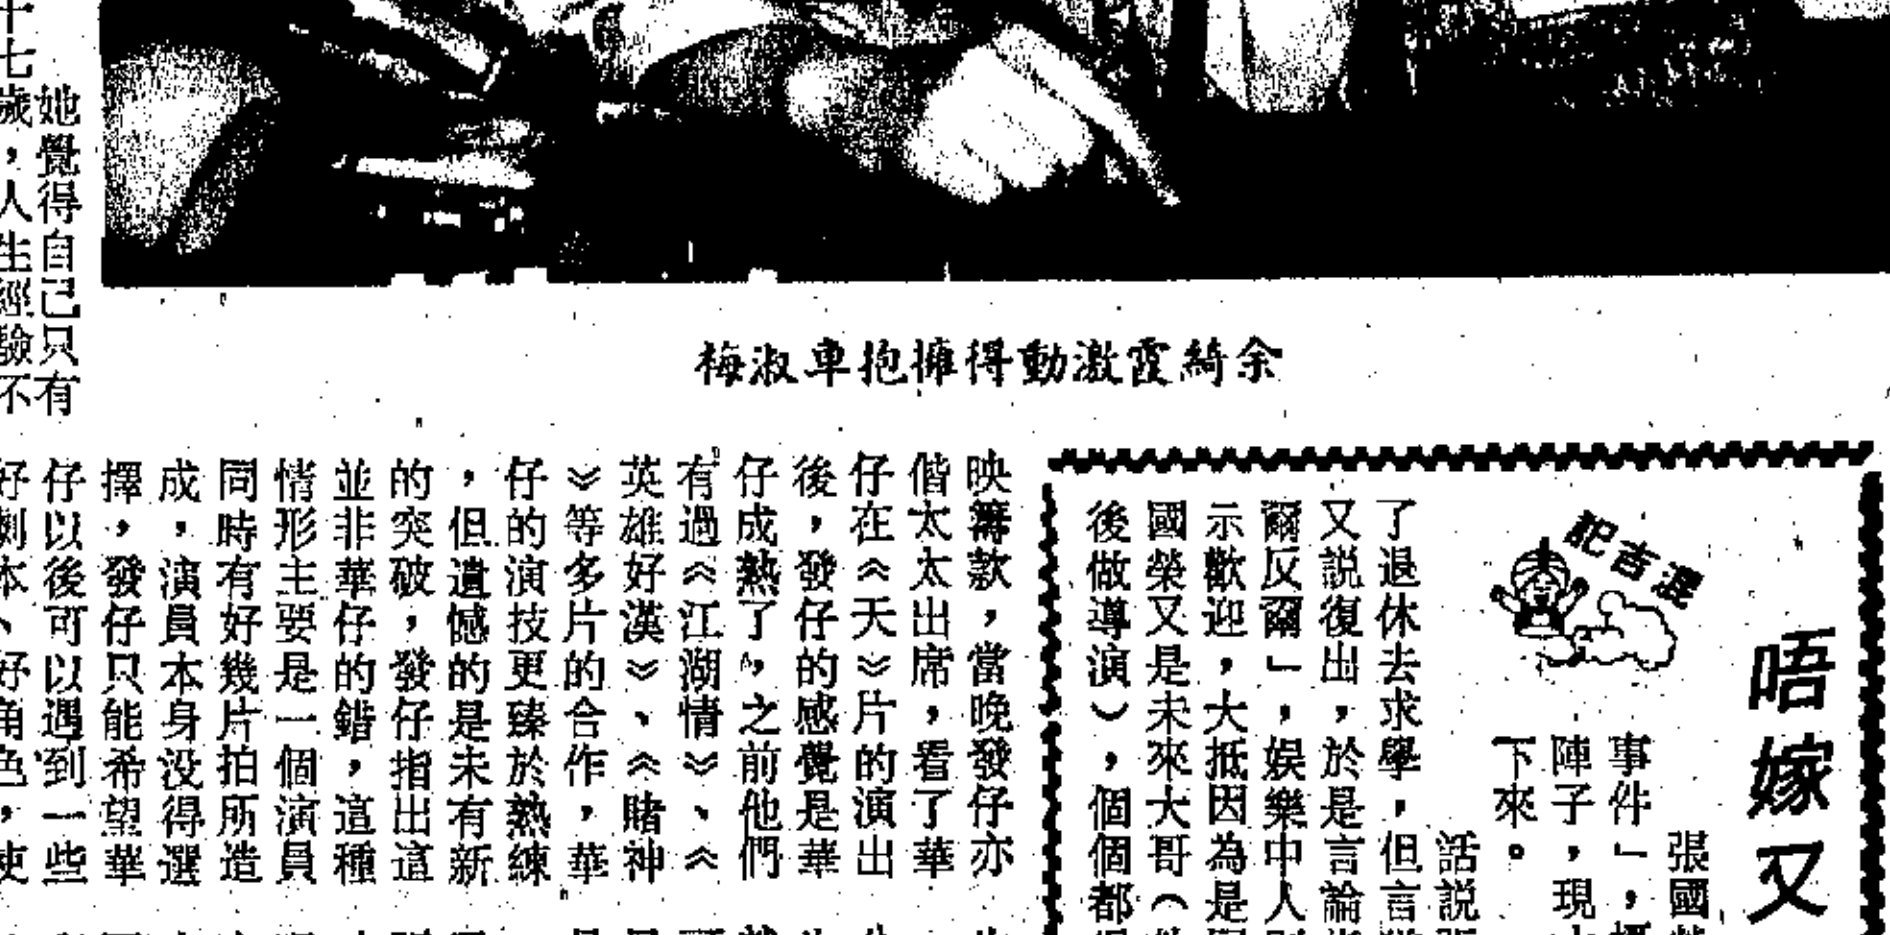 余綺霞激動得擁抱車淑梅
唔嫁又
混吉記
張國
事件」，
陣子，現
下來。
話説
了退休去求學，但言
又説復出，於是言論
爾反爾」，娛樂中人
示歡迎，大抵因為是
國榮又是未來大哥（
後做導演），個個都
映籌款，當晚發仔亦
偕太太出席，看了華
仔在《天》片的演出
後，發仔的感覺是華
仔成熟了，之前他們
有過《江湖情》、《
英雄好漢》、《賭神
》等多片的合作，華
仔的演技更臻於熟練
，但遺憾的是未有新
的突破，發仔指出這
並非華仔的錯，這種
情形主要是一個演員
同時有好幾片拍所造
成，演員本身没得選
擇，發仔只能希望華
仔以後可以遇到一些
好劇本、好角色，使
她覺得自己只有
十七歲，人生經驗不